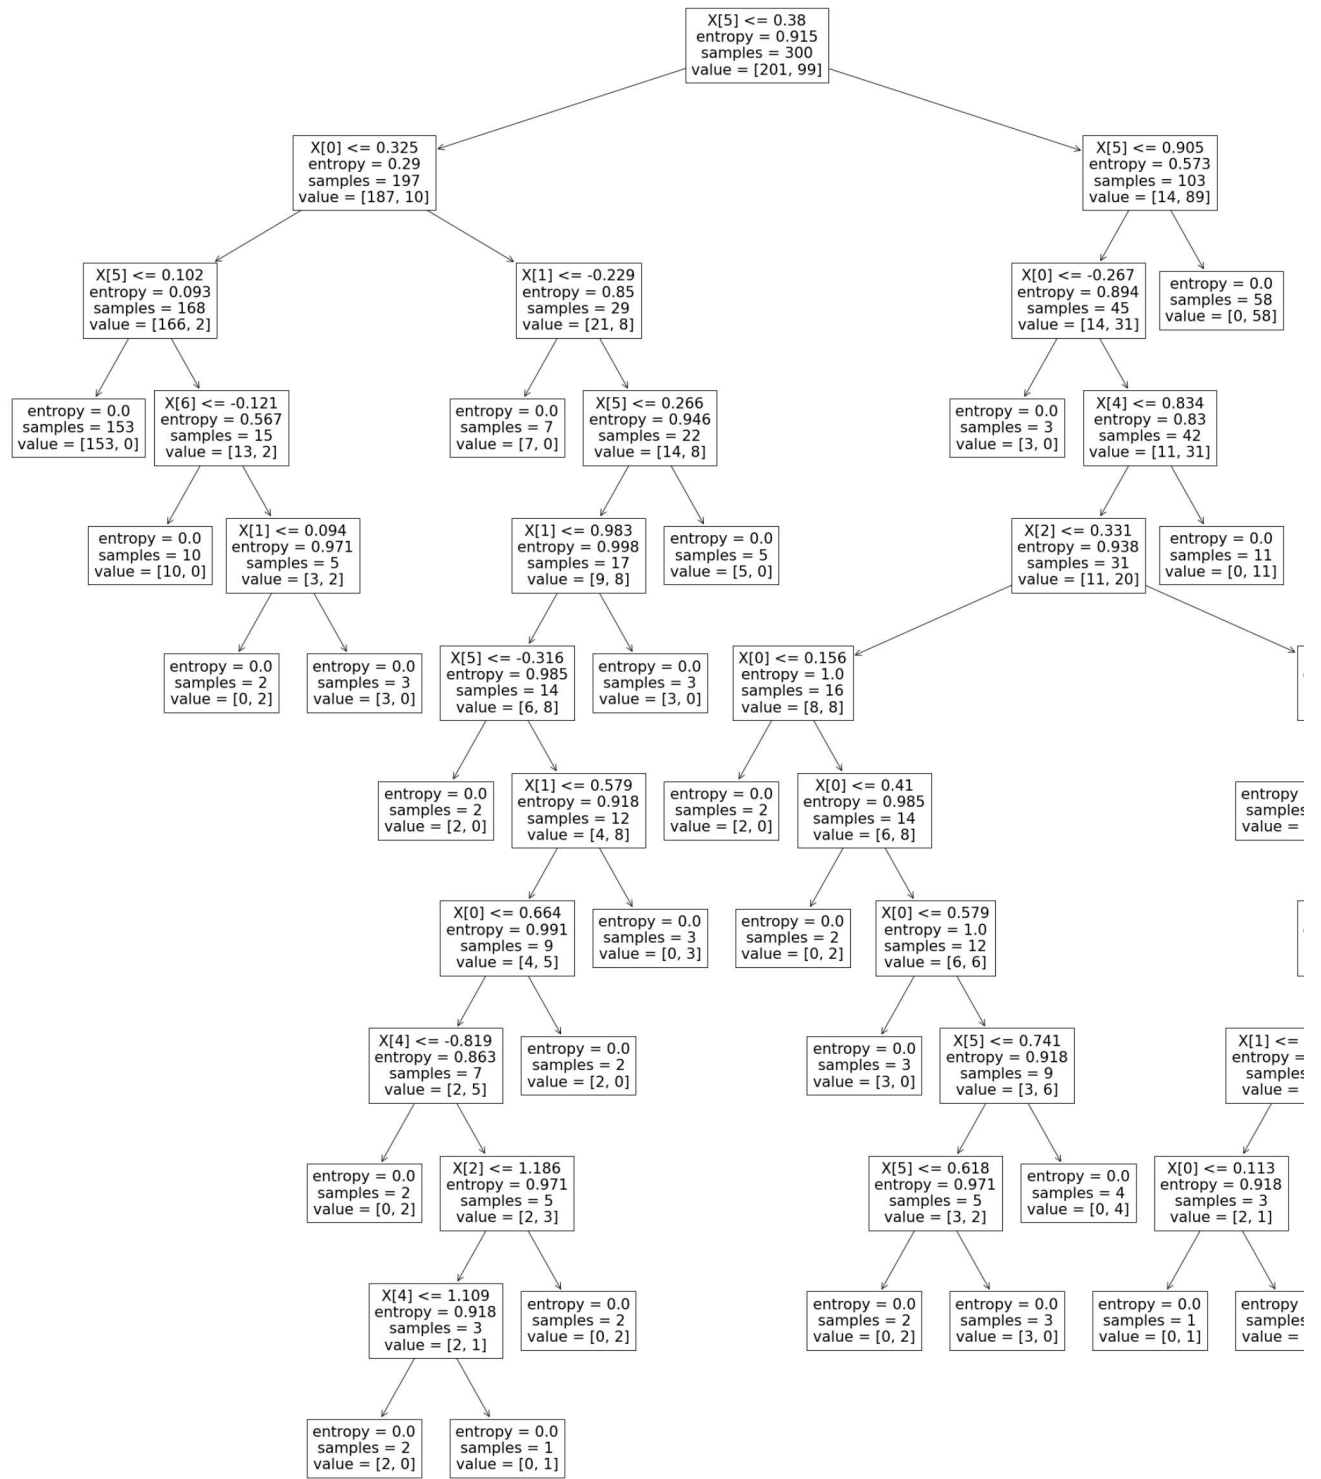 X[5] <= 0.38
entropy = 0.915
samples = 300
value = [201, 99]
X[0] <= 0.325
entropy = 0.29
samples = 197
value = [187, 10]
X[5] <= 0.905
entropy = 0.573
samples = 103
value = [14, 89]
X[5] <= 0.102
entropy = 0.093
samples = 168
value = [166, 2]
X[1] <= -0.229
entropy = 0.85
samples = 29
value = [21, 8]
X[0] <= -0.267
entropy = 0.894
samples = 45
value = [14, 31]
entropy = 0.0
samples = 58
value = [0, 58]
entropy = 0.0
samples = 153
value = [153, 0]
X[6] <= -0.121
entropy = 0.567
samples = 15
value = [13, 2]
entropy = 0.0
samples = 7
value = [7, 0]
X[5] <= 0.266
entropy = 0.946
samples = 22
value = [14, 8]
entropy = 0.0
samples = 3
value = [3, 0]
X[4] <= 0.834
entropy = 0.83
samples = 42
value = [11, 31]
entropy = 0.0
samples = 10
value = [10, 0]
X[1] <= 0.094
entropy = 0.971
samples = 5
value = [3, 2]
X[1] <= 0.983
entropy = 0.998
samples = 17
value = [9, 8]
entropy = 0.0
samples = 5
value = [5, 0]
X[2] <= 0.331
entropy = 0.938
samples = 31
value = [11, 20]
entropy = 0.0
samples = 11
value = [0, 11]
entropy = 0.0
samples = 2
value = [0, 2]
entropy = 0.0
samples = 3
value = [3, 0]
X[5] <= -0.316
entropy = 0.985
samples = 14
value = [6, 8]
entropy = 0.0
samples = 3
value = [3, 0]
X[0] <= 0.156
entropy = 1.0
samples = 16
value = [8, 8]
entropy = 0.0
samples = 2
value = [2, 0]
X[1] <= 0.579
entropy = 0.918
samples = 12
value = [4, 8]
entropy = 0.0
samples = 2
value = [2, 0]
X[0] <= 0.41
entropy = 0.985
samples = 14
value = [6, 8]
entropy
samples
value =
X[0] <= 0.664
entropy = 0.991
samples = 9
value = [4, 5]
entropy = 0.0
samples = 3
value = [0, 3]
entropy = 0.0
samples = 2
value = [0, 2]
X[0] <= 0.579
entropy = 1.0
samples = 12
value = [6, 6]
X[4] <= -0.819
entropy = 0.863
samples = 7
value = [2, 5]
entropy = 0.0
samples = 2
value = [2, 0]
entropy = 0.0
samples = 3
value = [3, 0]
X[5] <= 0.741
entropy = 0.918
samples = 9
value = [3, 6]
X[1] <=
entropy =
samples
value =
entropy = 0.0
samples = 2
value = [0, 2]
X[2] <= 1.186
entropy = 0.971
samples = 5
value = [2, 3]
X[5] <= 0.618
entropy = 0.971
samples = 5
value = [3, 2]
entropy = 0.0
samples = 4
value = [0, 4]
X[0] <= 0.113
entropy = 0.918
samples = 3
value = [2, 1]
X[4] <= 1.109
entropy = 0.918
samples = 3
value = [2, 1]
entropy = 0.0
samples = 2
value = [0, 2]
entropy = 0.0
samples = 2
value = [0, 2]
entropy = 0.0
samples = 3
value = [3, 0]
entropy = 0.0
samples = 1
value = [0, 1]
entropy
samples
value =
entropy = 0.0
samples = 2
value = [2, 0]
entropy = 0.0
samples = 1
value = [0, 1]